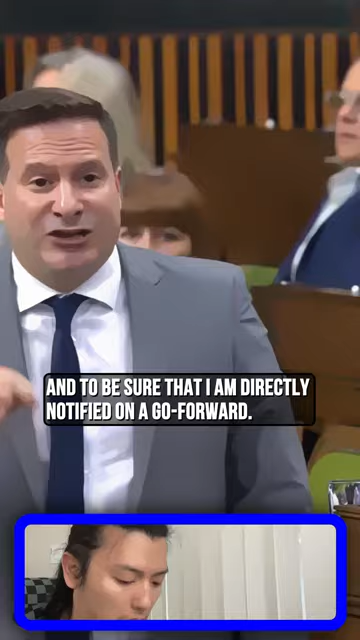 AND TO BE SURE THAT I AM DIRECTLY
NOTIFIED ON A GO-FORWARD.